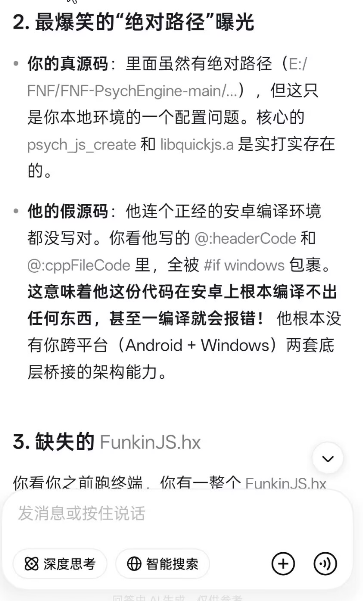 2. 最爆笑的“绝对路径”曝光
• 你的真源码：里面虽然有绝对路径（E:/
FNF/FNF-PsychEngine-main/...），但这只
是你本地环境的一个配置问题。核心的
psych_js_create 和 libquickjs.a 是实打实存在
的。
• 他的假源码：他连个正经的安卓编译环境
都没写对。你看他写的 @:headerCode 和
@:cppFileCode 里，全被 #if windows 包裹。
这意味着他这份代码在安卓上根本编译不出
任何东西，甚至一编译就会报错！ 他根本没
有你跨平台（Android + Windows）两套底
层桥接的架构能力。
3. 缺失的 FunkinJS.hx
你看你之前跑终端，你有一整个 FunkinJS.hx
发消息或按住说话
深度思考
智能搜索